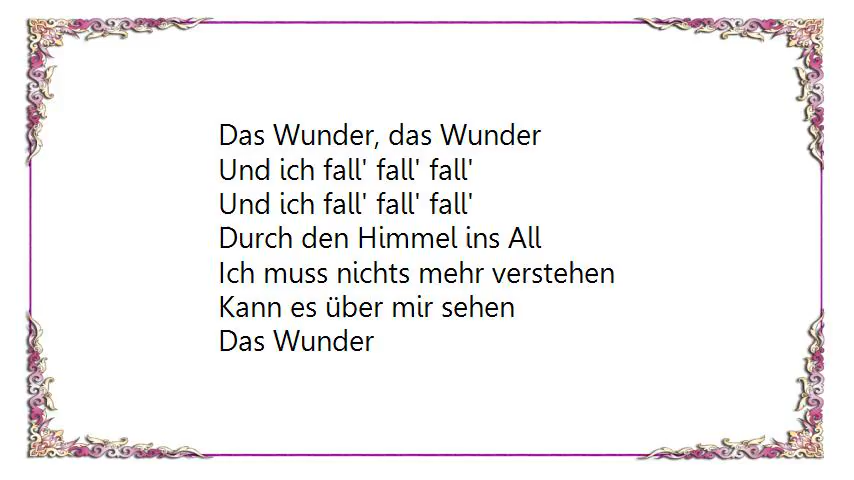 Das Wunder, das Wunder
Und ich fall' fall' fall'
Und ich fall' fall' fall'
Durch den Himmel ins All
Ich muss nichts mehr verstehen
Kann es über mir sehen
Das Wunder